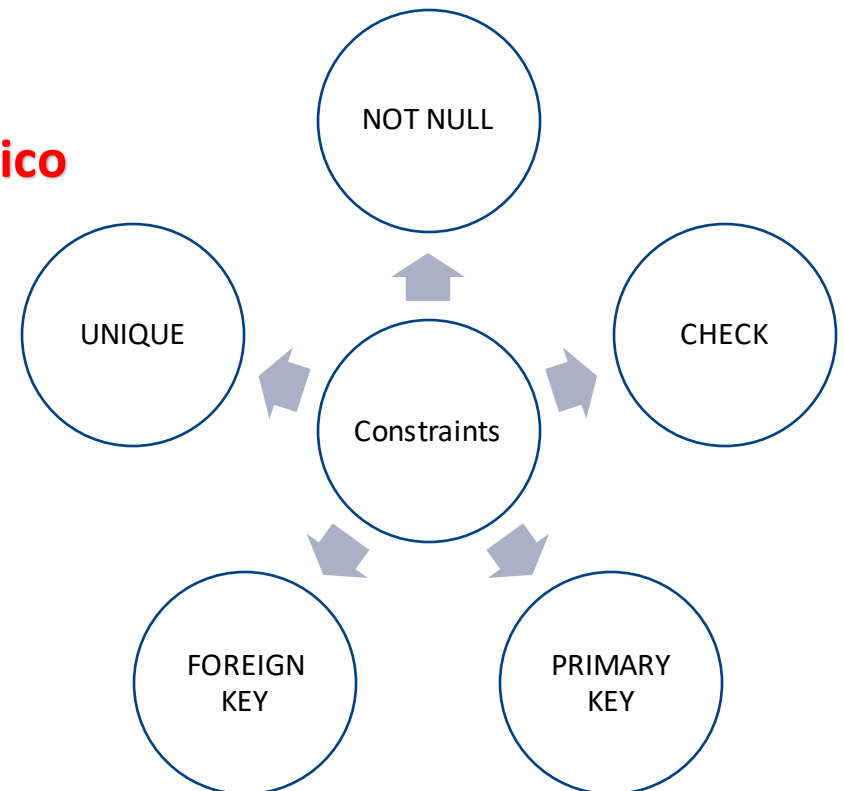 NOT NULL
ico
UNIQUE
CHECK
Constraints
FOREIGN
KEY
PRIMARY
KEY